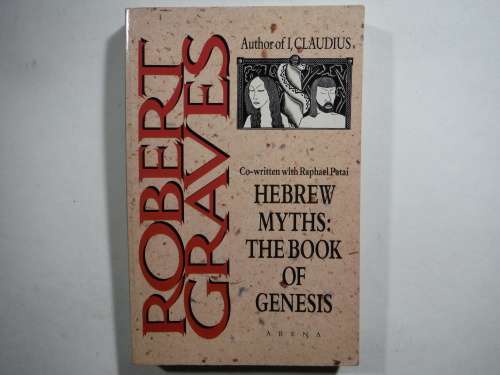 ROBERT
GRAVES
Author of I, CLAUDIUS
Co-written with Raphael Patai
HEBREW
MYTHS:
THE BOOK
OF
GENESIS
ARENA